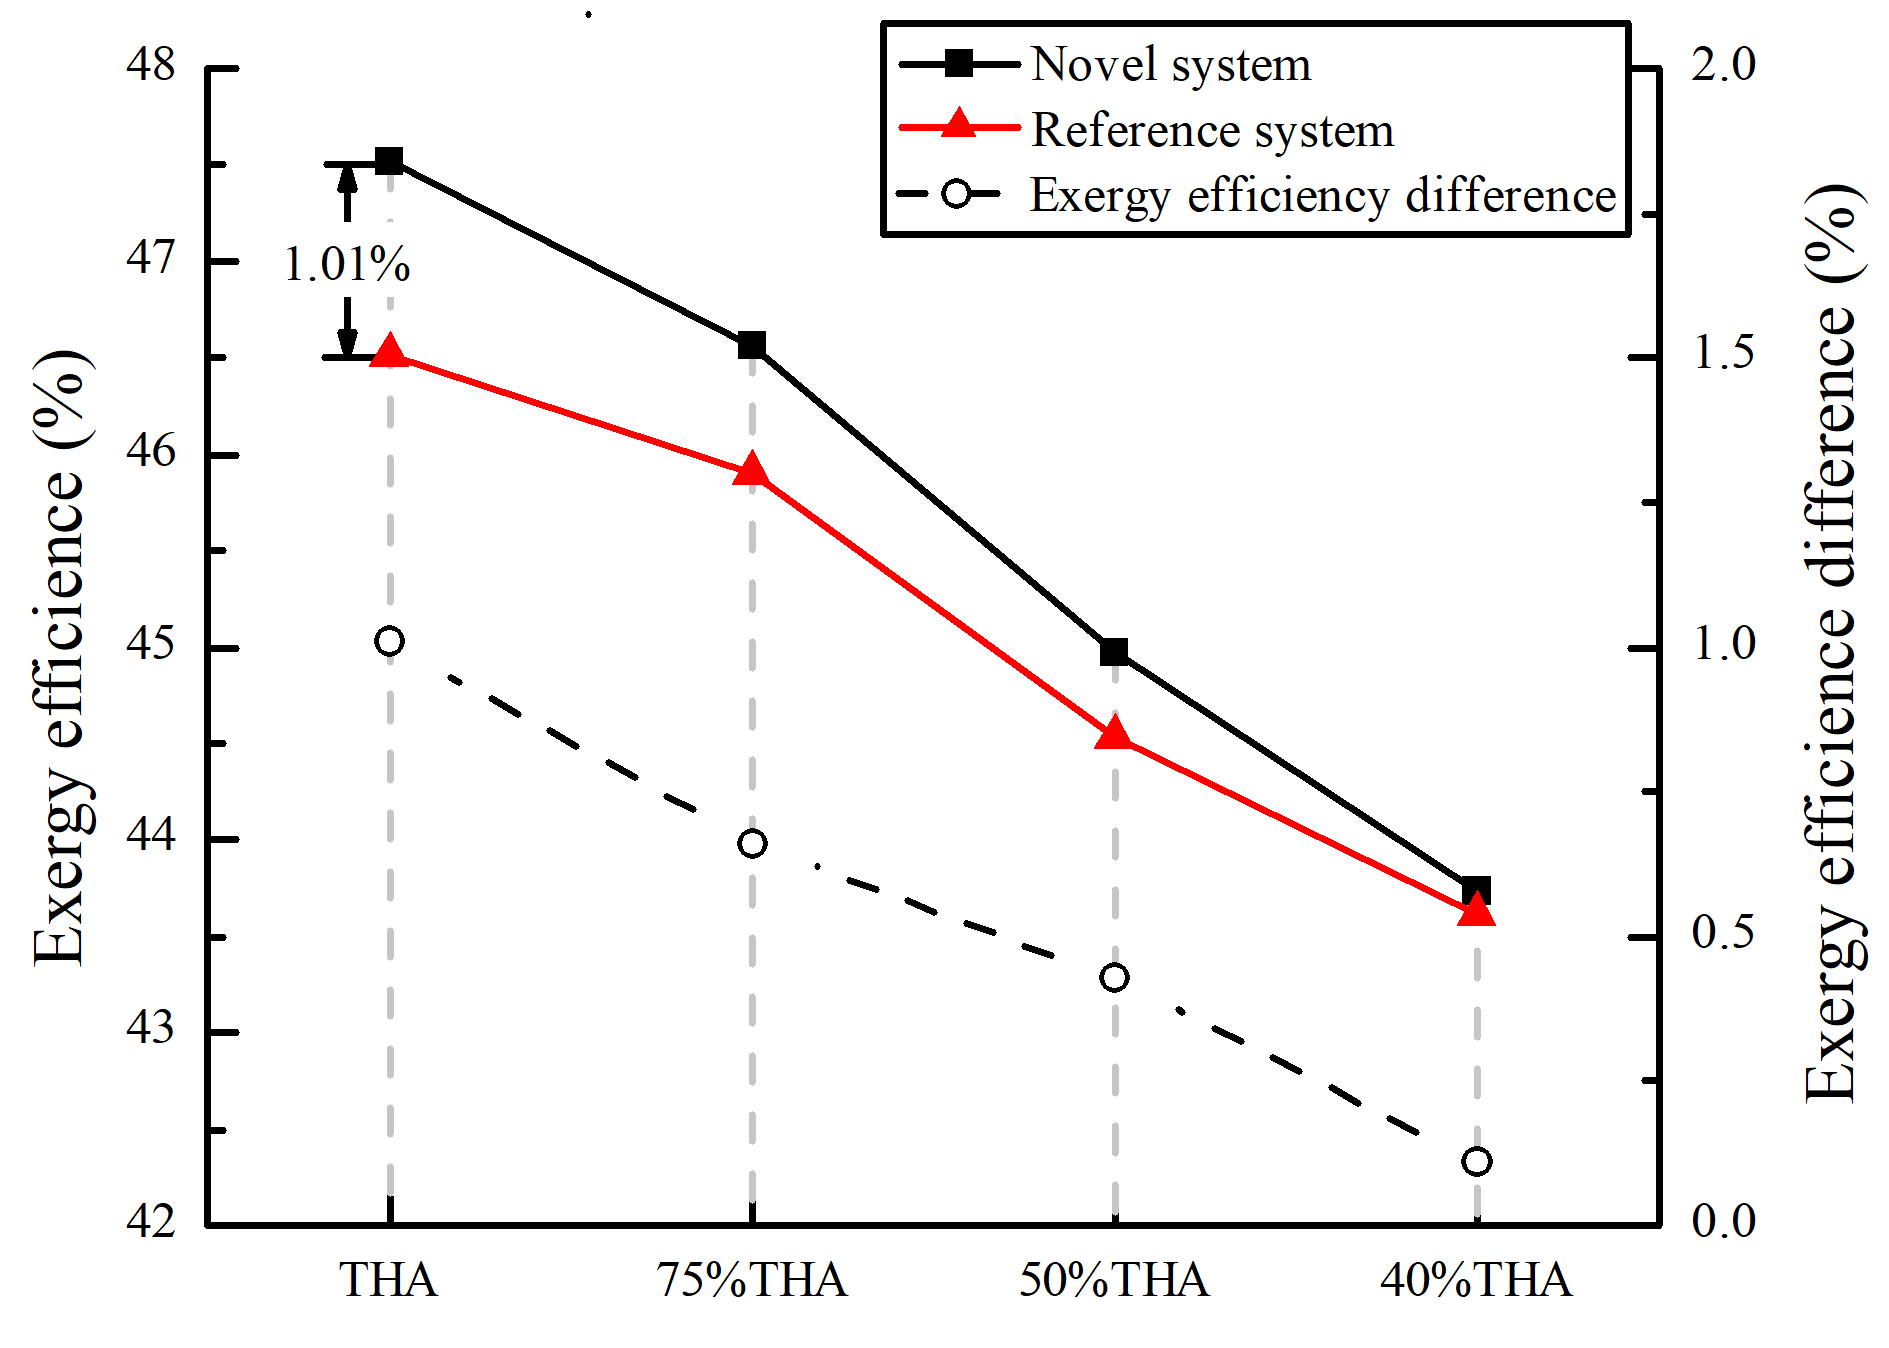 Novel system
Reference system
Exergy efficiency difference
48
47
46
45
44
43
42
2.0
1.5
1.0
0.5
0.0
1.01%
Exergy efficience (%)
Exergy efficience difference (%)
THA
75%THA
50%THA
40%THA